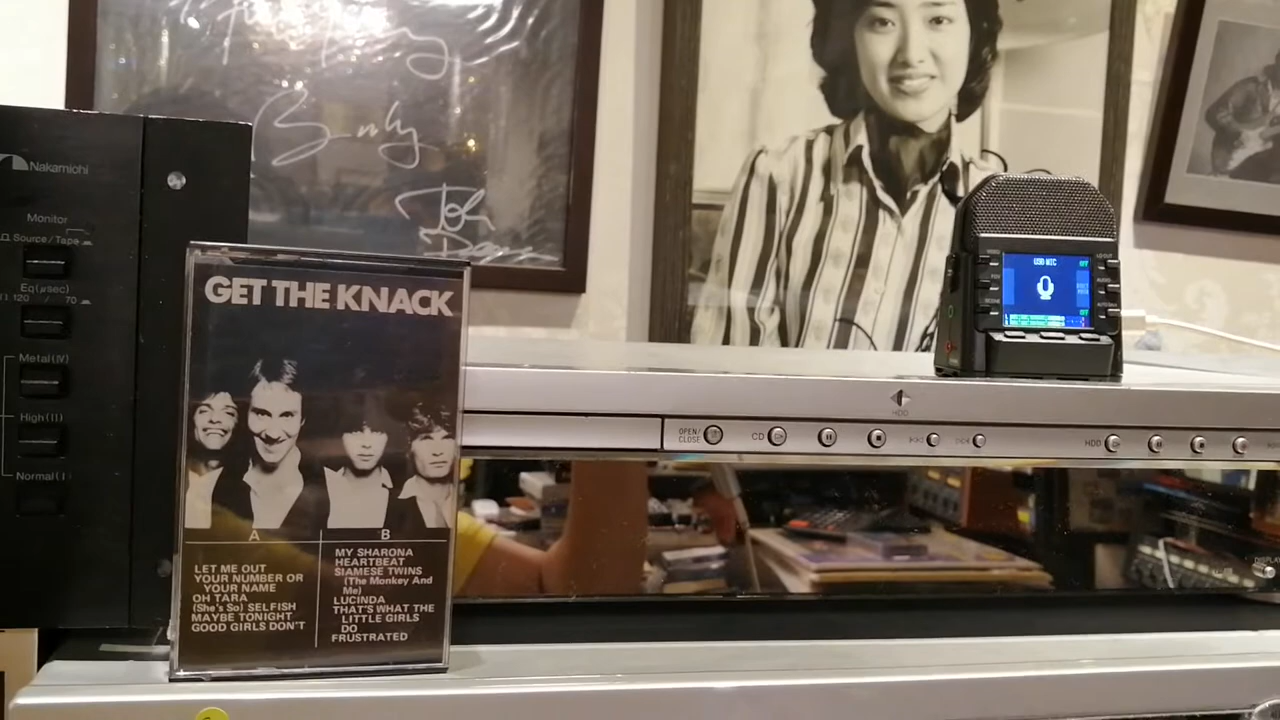 Nakamichi
Monitor
Source / Tape
Eq(µsec)
120 / 70
Metal(IV)
High(II)
Normal(I)
John
GET THE KNACK
A
LET ME OUT
YOUR NUMBER OR
YOUR NAME
OH TARA
(She's So) SELFISH
MAYBE TONIGHT
GOOD GIRLS DON'T
B
MY SHARONA
HEARTBEAT
SIAMESE TWINS
(The Monkey And
Me)
LUCINDA
THAT'S WHAT THE
LITTLE GIRLS
DO
FRUSTRATED
USB MIC
OFF
HDD
OPEN/
CLOSE
CD
HDD